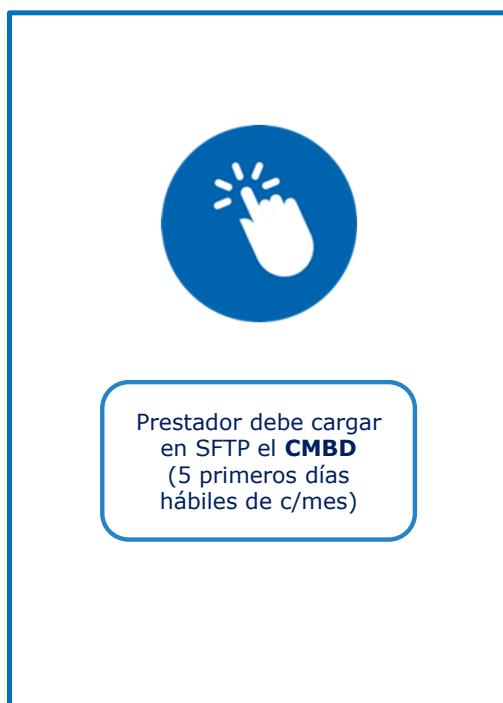 Prestador debe cargar
en SFTP el CMBD
(5 primeros días
hábiles de c/mes)